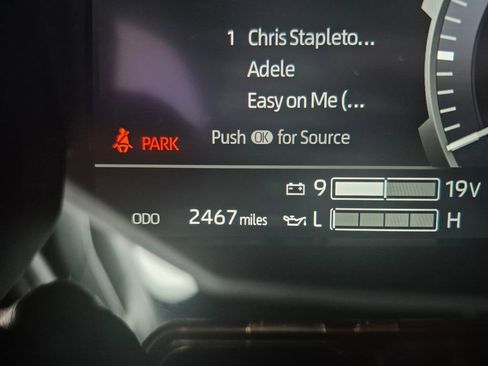 1 Chris Stapleto...
Adele
Easy on Me (...
Push OK for Source
PARK
9 19V
ODO 2467 miles L H